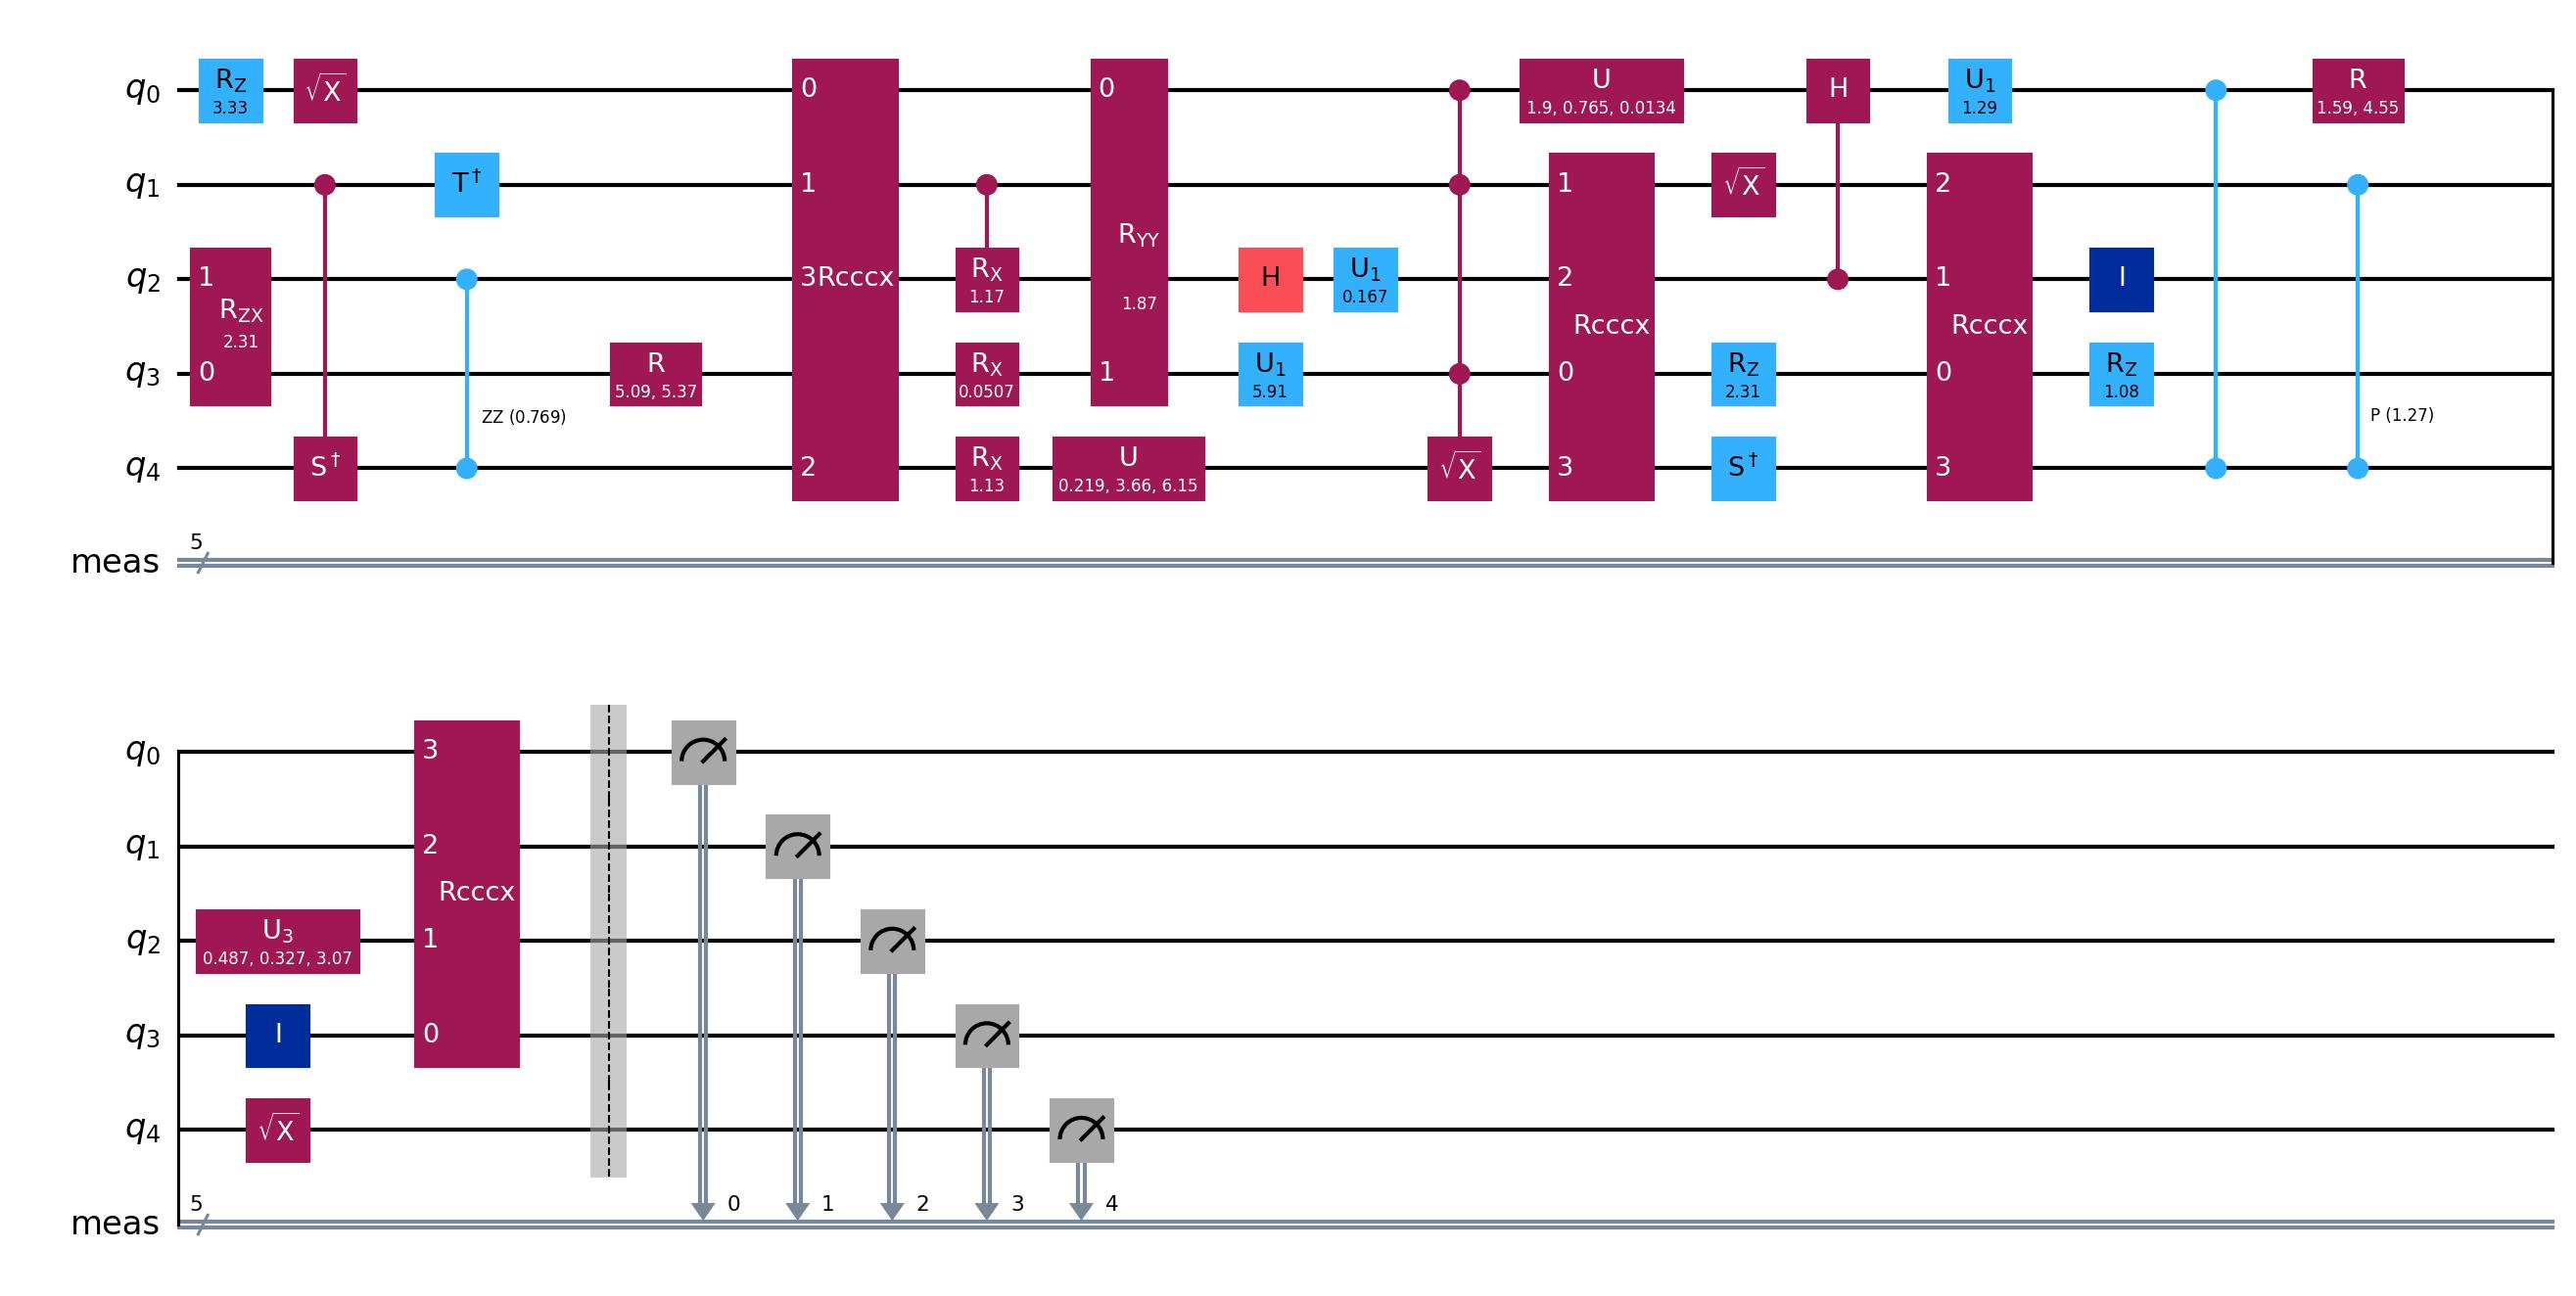 q0 RZ 3.33 √X 0 0 U 1.9, 0.765, 0.0134 H U1 1.29 R 1.59, 4.55
q1 T† 1 1 √X 2
q2 1 3 Rcccx RX 1.17 RYY 1.87 H U1 0.167 2 1 I
RZX 2.31 Rcccx Rcccx
q3 0 R 5.09, 5.37 RX 0.0507 1 U1 5.91 0 RZ 2.31 0 RZ 1.08
ZZ (0.769) P (1.27)
q4 S† 2 RX 1.13 U 0.219, 3.66, 6.15 √X 3 S† 3
5
meas
q0 3
q1 2
Rcccx
q2 U3 0.487, 0.327, 3.07 1
q3 I 0
q4 √X
5 0 1 2 3 4
meas